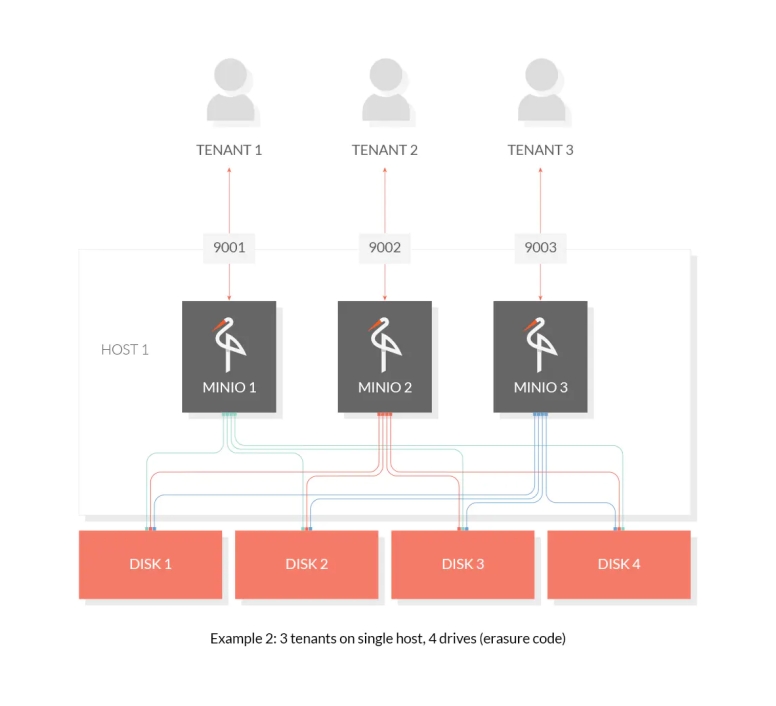 TENANT 1
TENANT 2
TENANT 3
9001
9002
9003
HOST 1
MINIO 1
MINIO 2
MINIO 3
DISK 1
DISK 2
DISK 3
DISK 4
Example 2: 3 tenants on single host, 4 drives (erasure code)